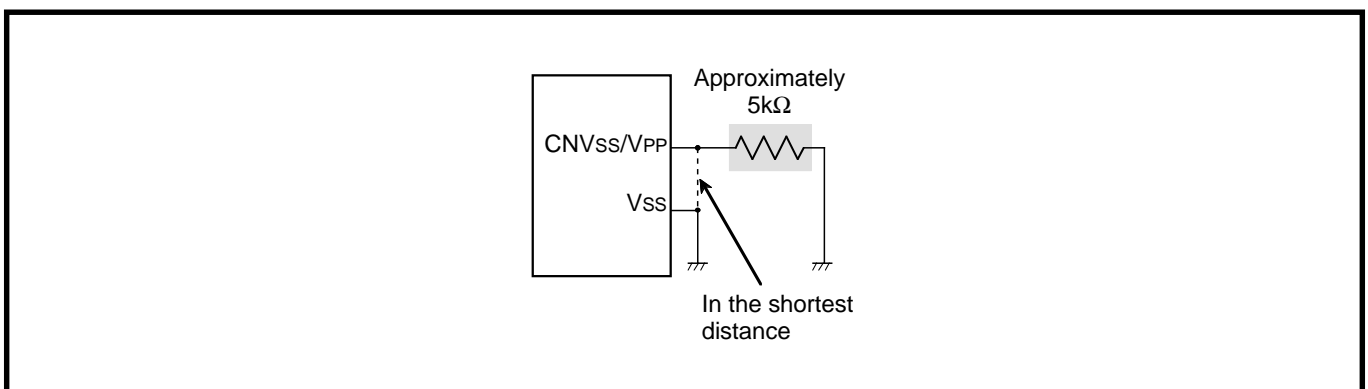 Approximately
5kΩ
CNVSS/VPP
VSS
In the shortest
distance